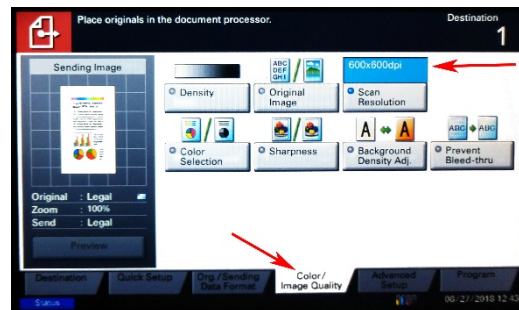 Place originals in the document processor.
Destination
1
Sending Image
ABC
DEF
GHI
600x600dpi
Density
Original
Image
Scan
Resolution
A
A
ABC
ABC
Color
Selection
Sharpness
Background
Density Adj.
Prevent
Bleed-thru
Original : Legal
Zoom : 100%
Send : Legal
Preview
Destination
Quick Setup
Org./Sending
Data Format
Color/
Image Quality
Advanced
Setup
Program
Status
06/27/2018 12:43